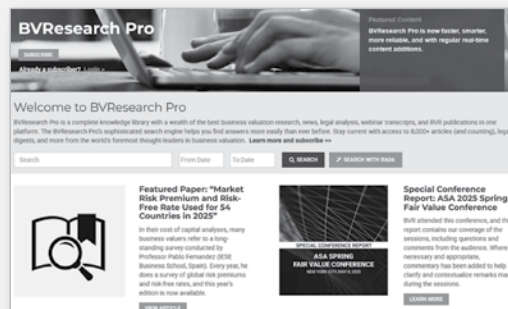 BVResearch Pro
SUBSCRIBE
Already a subscriber? Login >
Featured Content
BVResearch Pro is now faster, smarter,
more reliable, and with regular real-time
content additions.
Welcome to BVResearch Pro
BVResearch Pro is a complete knowledge library with a wealth of the best business valuation research, news, legal analysis, webinar transcripts, and BVR publications in one
platform. The BVResearch Pro's sophisticated search engine helps you find answers more easily than ever before. Stay current with access to 8,000+ articles (and counting), lega
digests, and more from the world's foremost thought leaders in business valuation. Learn more and subscribe >>
Search
From Date
To Date
SEARCH
SEARCH WITH RADA
Featured Paper: “Market
Risk Premium and Risk-
Free Rate Used for 54
Countries in 2025”
In their cost of capital analyses, many
business valuers refer to a long-
standing survey conducted by
Professor Pablo Fernandez (IESE
Business School, Spain). Every year, he
does a survey of global risk premiums
and risk-free rates, and this year's
edition is now available.
VIEW ARTICLE
SPECIAL CONFERENCE REPORT
ASA SPRING
FAIR VALUE CONFERENCE
NEW YORK CITY, MAY 8, 2025
Special Conference
Report: ASA 2025 Spring
Fair Value Conference
BVR attended this conference, and th
report contains our coverage of the
sessions, including questions and
comments from the audience. Where
necessary and appropriate,
commentary has been added to help
clarify and contextualize remarks mad
during the sessions.
LEARN MORE